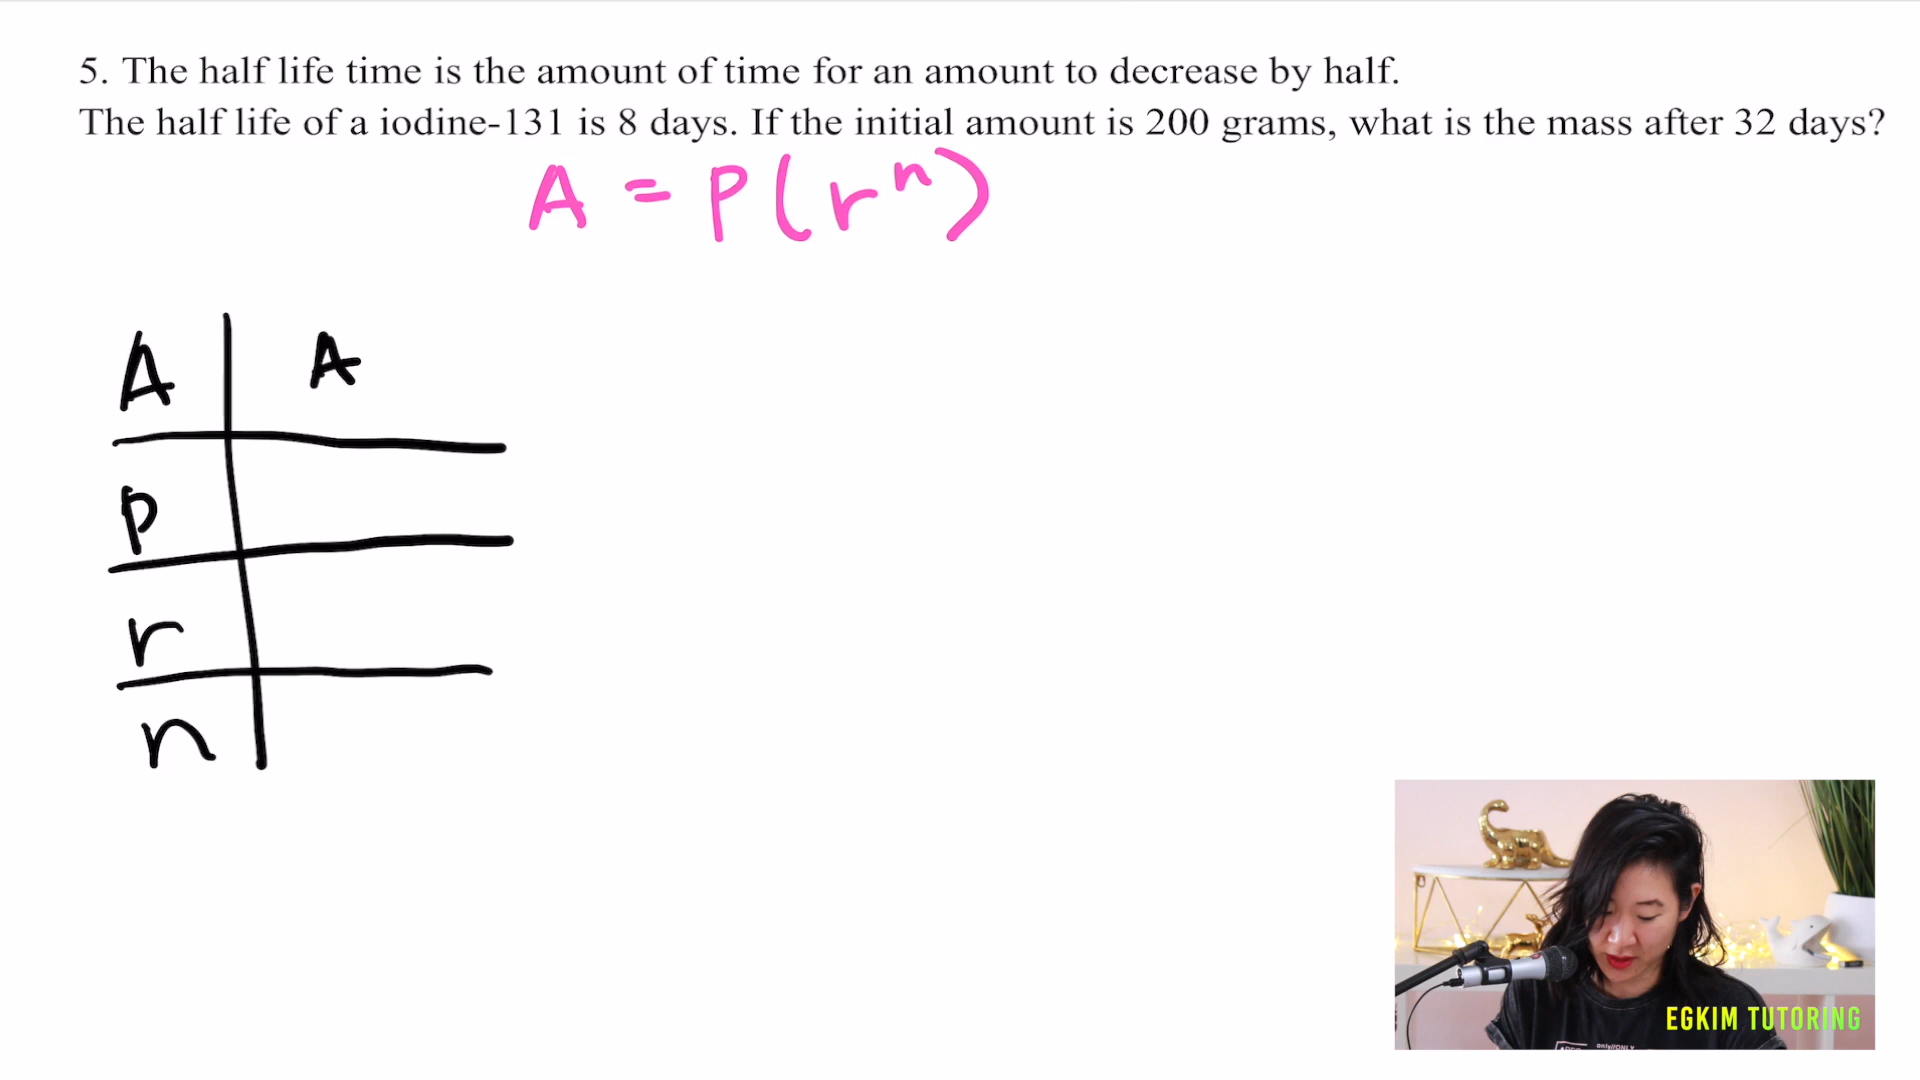 5. The half life time is the amount of time for an amount to decrease by half.
The half life of a iodine-131 is 8 days. If the initial amount is 200 grams, what is the mass after 32 days?
A = P(rⁿ)
A A
P
r
n
EGKIM TUTORING